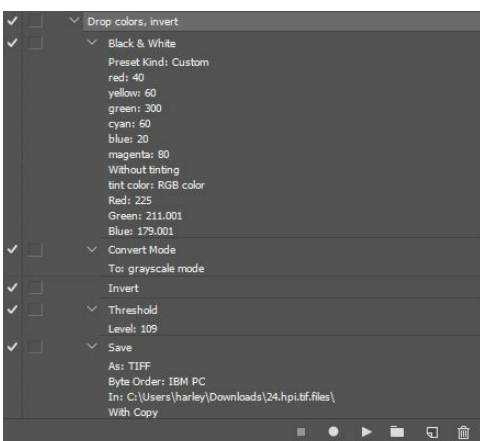 Drop colors, invert
Black & White
Preset Kind: Custom
red: 40
yellow: 60
green: 300
cyan: 60
blue: 20
magenta: 80
Without tinting
tint color: RGB color
Red: 225
Green: 211.001
Blue: 179.001
Convert Mode
To: grayscale mode
Invert
Threshold
Level: 109
Save
As: TIFF
Byte Order: IBM PC
In: C:\Users\harley\Downloads\24.hpi.tif.files\
With Copy